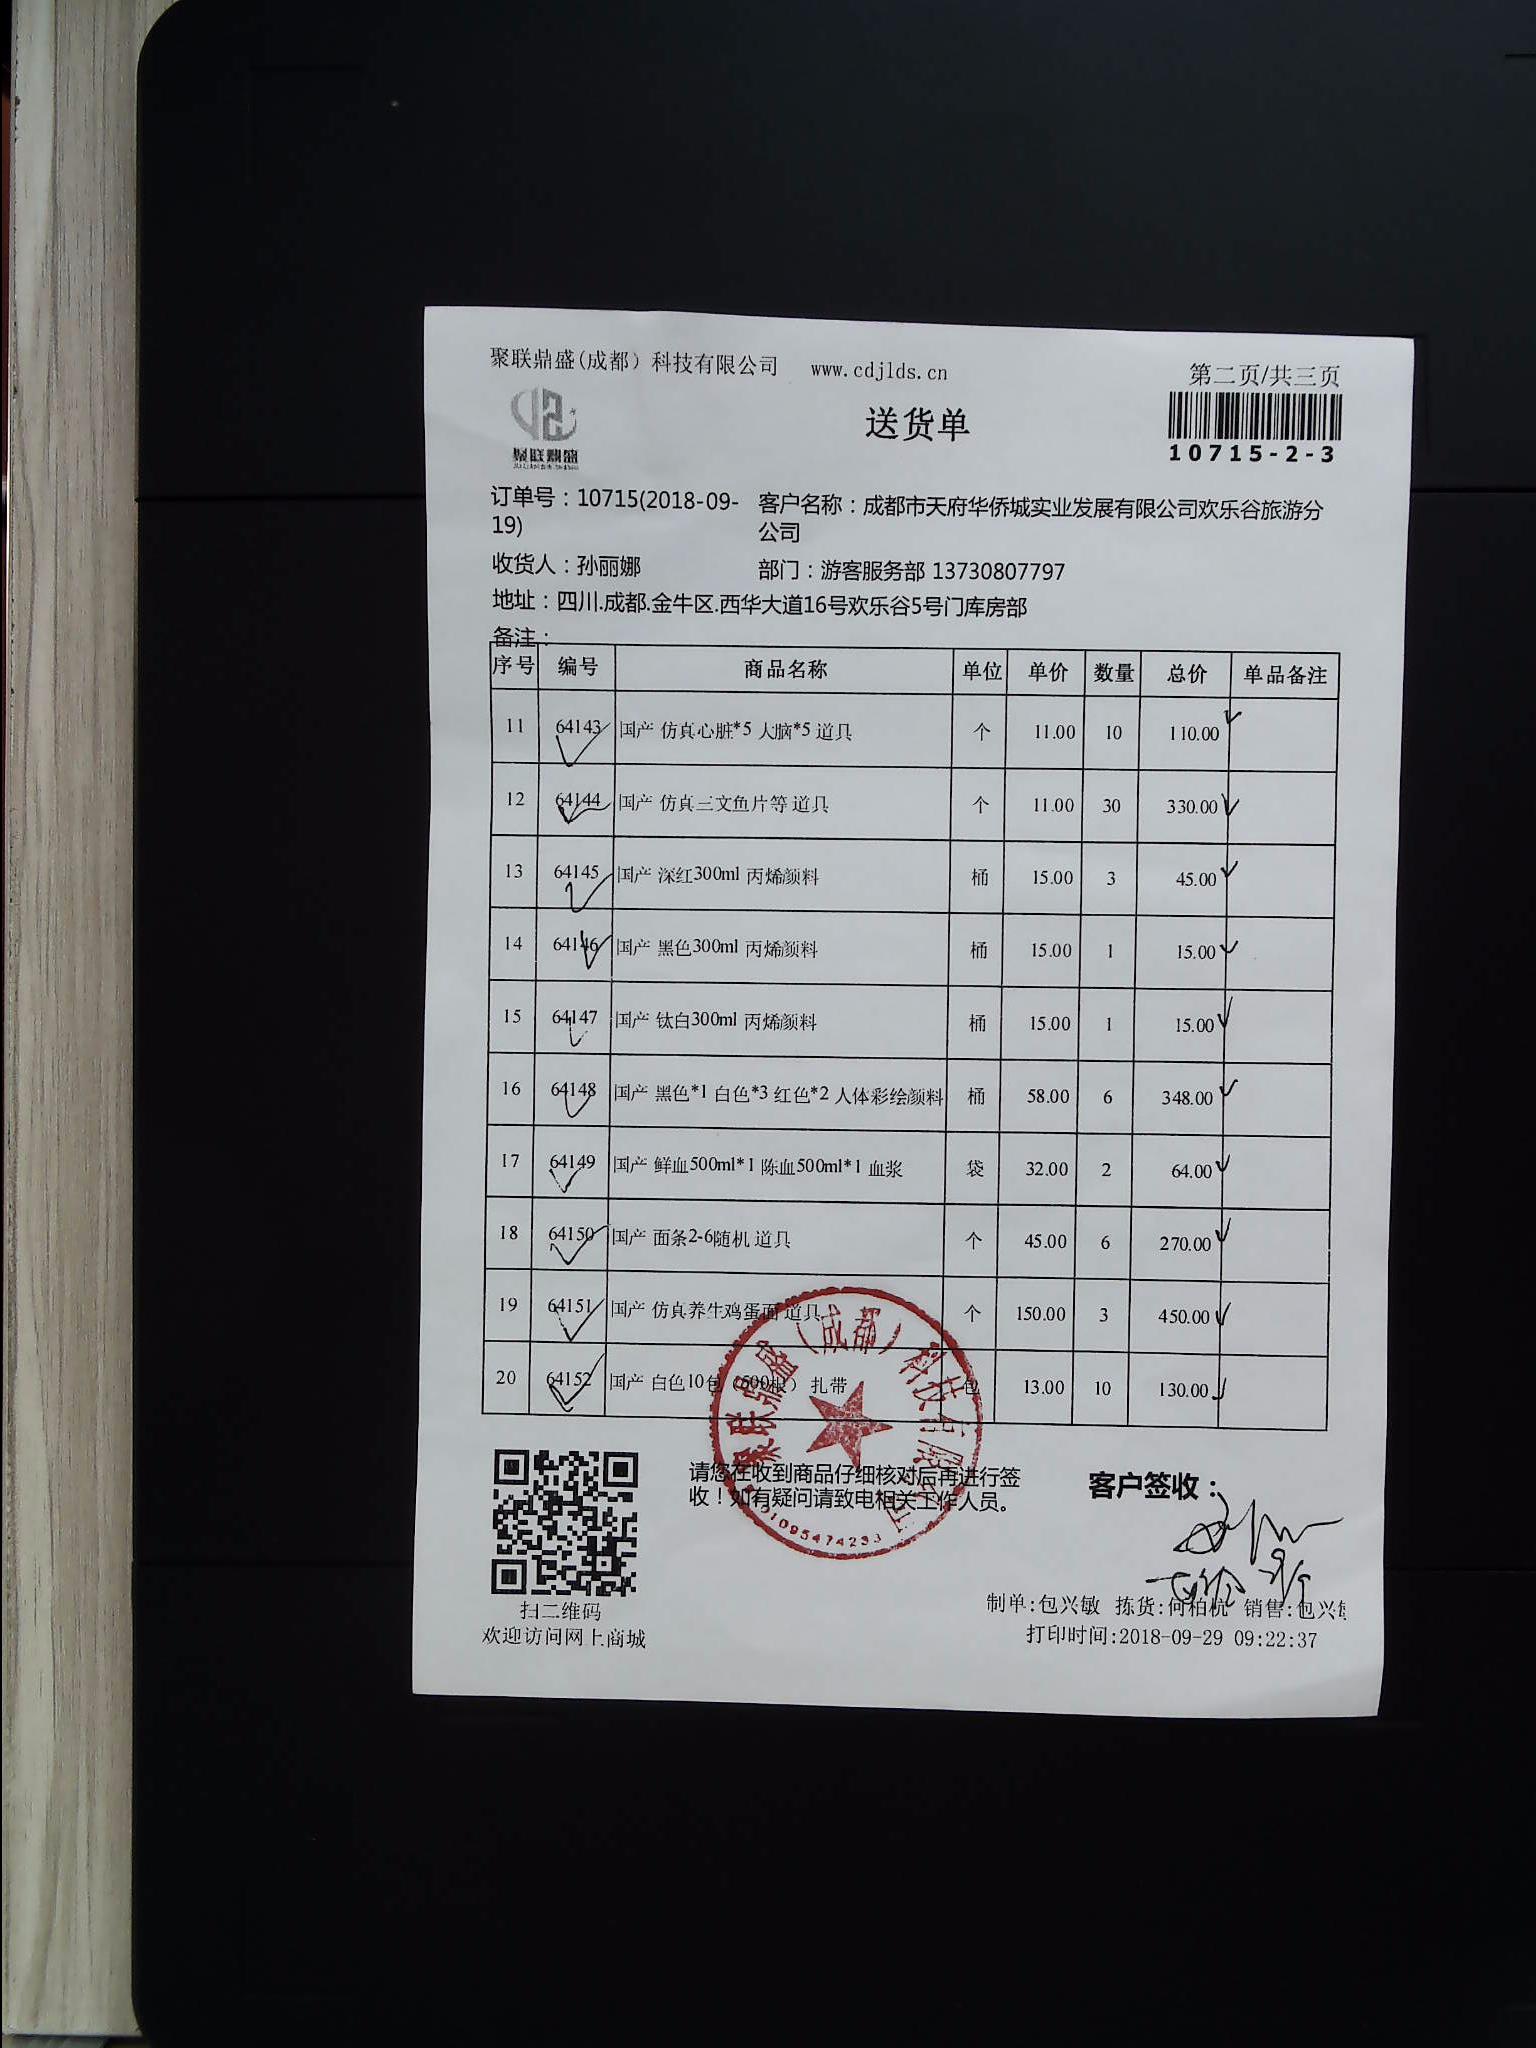 聚联鼎盛(成都）科技有限公司 www.cdjlds.cn
第二页/共三页
聚联鼎盛
送货单
10715-2-3
订单号：10715(2018-09-19)
客户名称：成都市天府华侨城实业发展有限公司欢乐谷旅游分公司
收货人：孙丽娜 部门：游客服务部 13730807797
地址：四川.成都.金牛区.西华大道16号欢乐谷5号门库房部
备注：
序号 编号 商品名称 单位 单价 数量 总价 单品备注
11 64143 国产 仿真心脏*5 大脑*5 道具 个 11.00 10 110.00
12 64144 国产 仿真三文鱼片等 道具 个 11.00 30 330.00
13 64145 国产 深红300ml 丙烯颜料 桶 15.00 3 45.00
14 64146 国产 黑色300ml 丙烯颜料 桶 15.00 1 15.00
15 64147 国产 钛白300ml 丙烯颜料 桶 15.00 1 15.00
16 64148 国产 黑色*1 白色*3 红色*2 人体彩绘颜料 桶 58.00 6 348.00
17 64149 国产 鲜血500ml*1 陈血500ml*1 血浆 袋 32.00 2 64.00
18 64150 国产 面条2-6随机 道具 个 45.00 6 270.00
19 64151 国产 仿真养生鸡蛋面 道具 个 150.00 3 450.00
20 64152 国产 白色10包（500根） 扎带 包 13.00 10 130.00
聚联鼎盛（成都）科技有限公司
请您在收到商品仔细核对后再进行签
收！如有疑问请致电相关工作人员。
客户签收：
扫二维码
欢迎访问网上商城
制单:包兴敏 拣货:何柏杭 销售:包兴敏
打印时间:2018-09-29 09:22:37